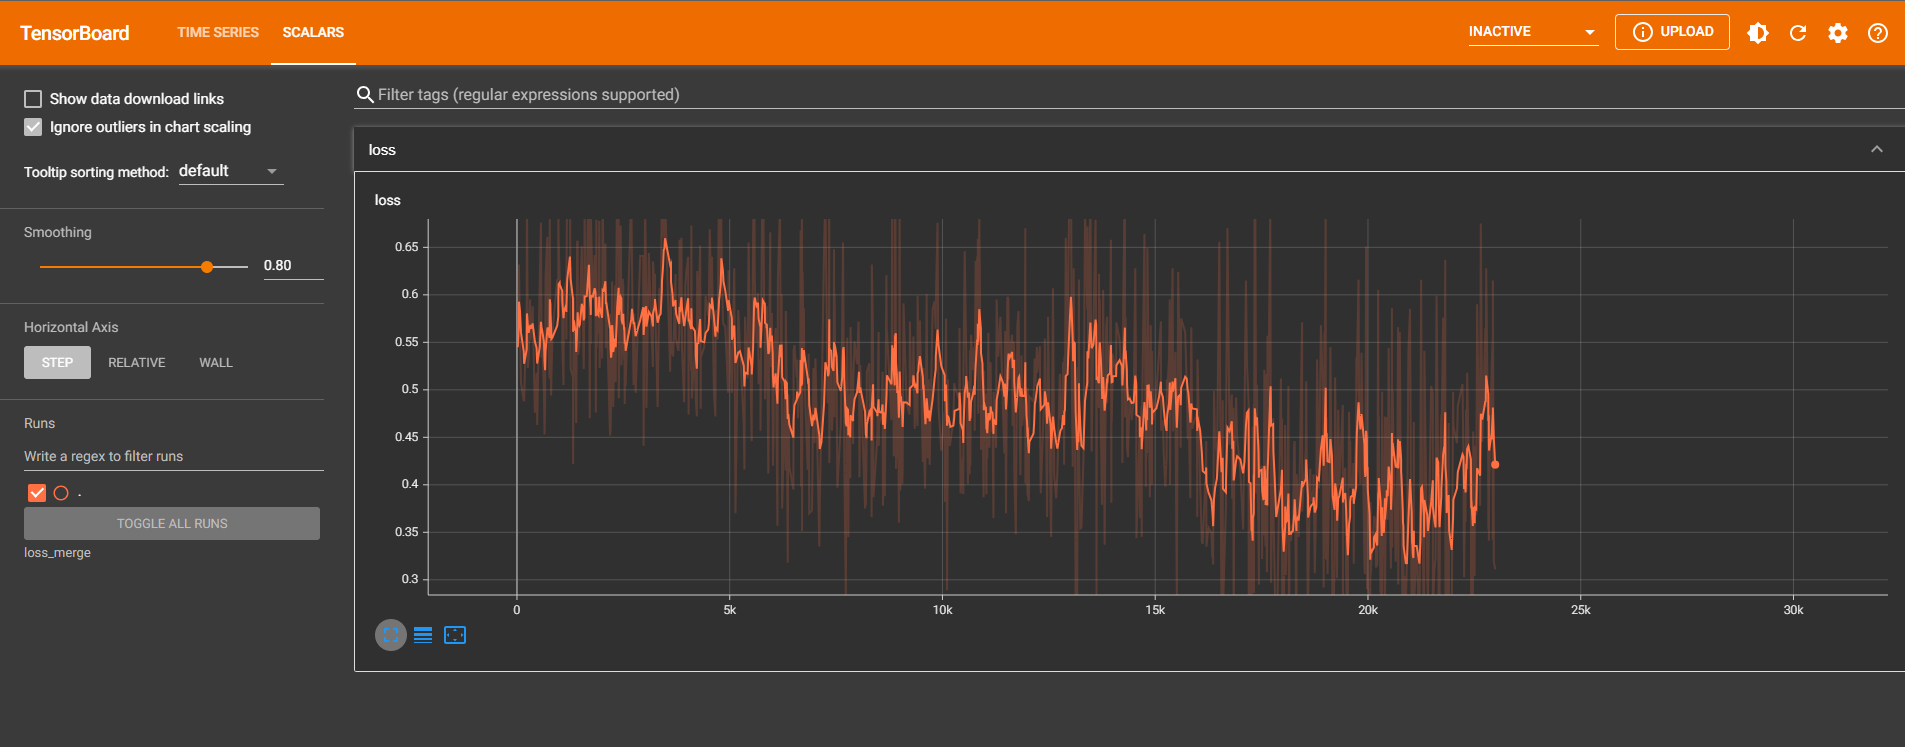 TensorBoard TIME SERIES SCALARS INACTIVE UPLOAD
Show data download links
Ignore outliers in chart scaling
Tooltip sorting method: default
Smoothing
0.80
Horizontal Axis
STEP RELATIVE WALL
Runs
Write a regex to filter runs
.
TOGGLE ALL RUNS
loss_merge
Filter tags (regular expressions supported)
loss
loss
0.65
0.6
0.55
0.5
0.45
0.4
0.35
0.3
0 5k 10k 15k 20k 25k 30k